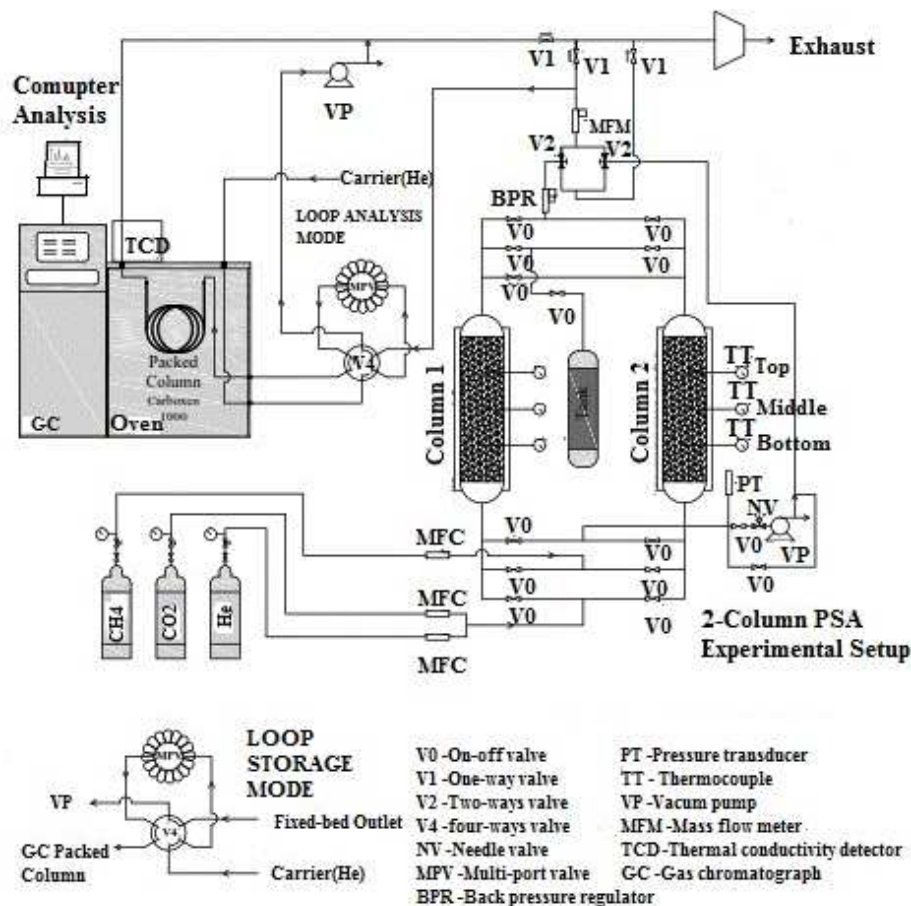 Exhaust
V1
V1
V1
Comupter
Analysis
VP
MFM
V2
V2
Carrier(He)
BPR
LOOP ANALYSIS
MODE
TCD
V0
V0
V0
V0
V0
V0
MPV
V4
Packed
Column
Carboxen
1000
GC
Oven
Column 1
Tank
Column 2
TT
Top
TT
Middle
TT
Bottom
PT
NV
V0
VP
V0
MFC
V0
V0
V0
V0
V0
V0
MFC
MFC
CH4
CO2
He
2-Column PSA
Experimental Setup
LOOP
STORAGE
MODE
MPV
VP
V4
Fixed-bed Outlet
GC Packed
Column
Carrier(He)
V0 -On-off valve
V1 -One-way valve
V2 -Two-ways valve
V4 -four-ways valve
NV -Needle valve
MPV -Multi-port valve
BPR -Back pressure regulator
PT -Pressure transducer
TT - Thermocouple
VP -Vacum pump
MFM -Mass flow meter
TCD -Thermal conductivity detector
GC -Gas chromatograph